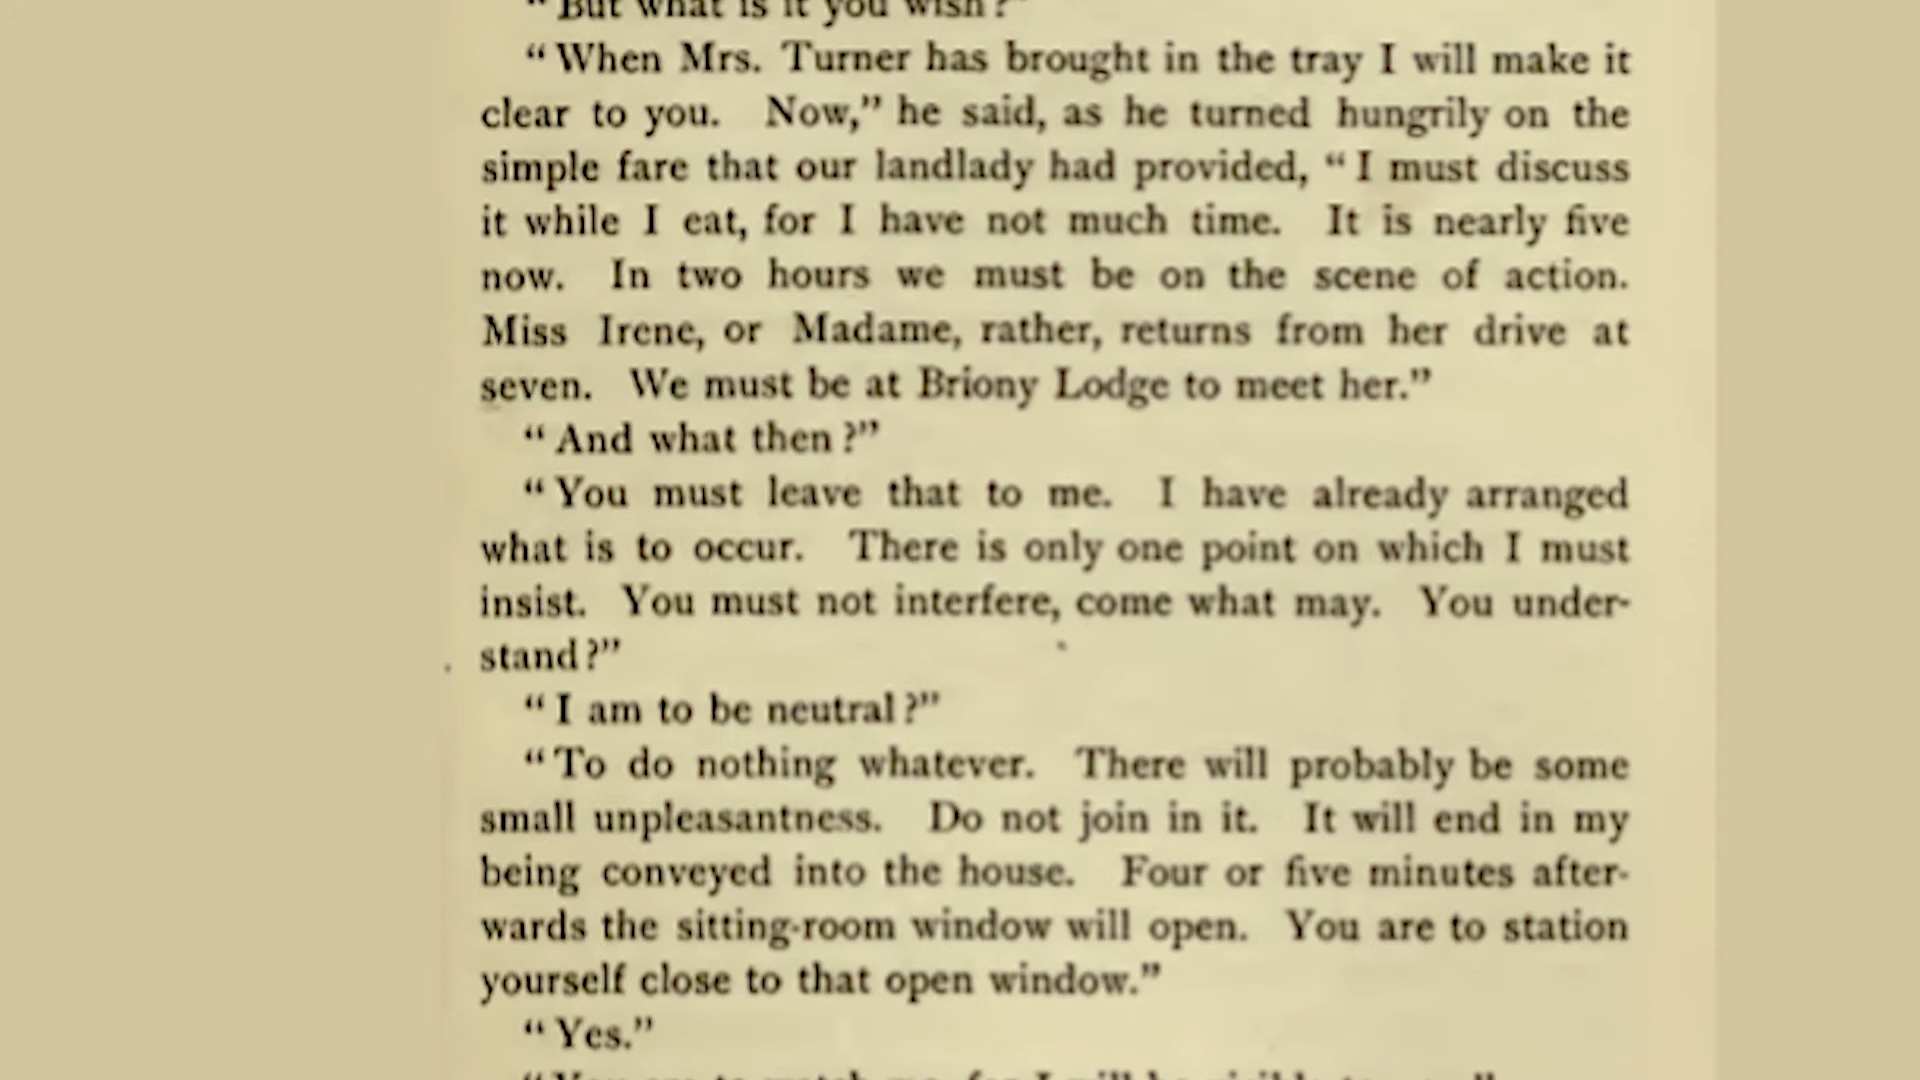 "But what is it you wish?"
"When Mrs. Turner has brought in the tray I will make it
clear to you. Now," he said, as he turned hungrily on the
simple fare that our landlady had provided, "I must discuss
it while I eat, for I have not much time. It is nearly five
now. In two hours we must be on the scene of action.
Miss Irene, or Madame, rather, returns from her drive at
seven. We must be at Briony Lodge to meet her."
"And what then?"
"You must leave that to me. I have already arranged
what is to occur. There is only one point on which I must
insist. You must not interfere, come what may. You under-
stand?"
"I am to be neutral?"
"To do nothing whatever. There will probably be some
small unpleasantness. Do not join in it. It will end in my
being conveyed into the house. Four or five minutes after-
wards the sitting-room window will open. You are to station
yourself close to that open window."
"Yes."